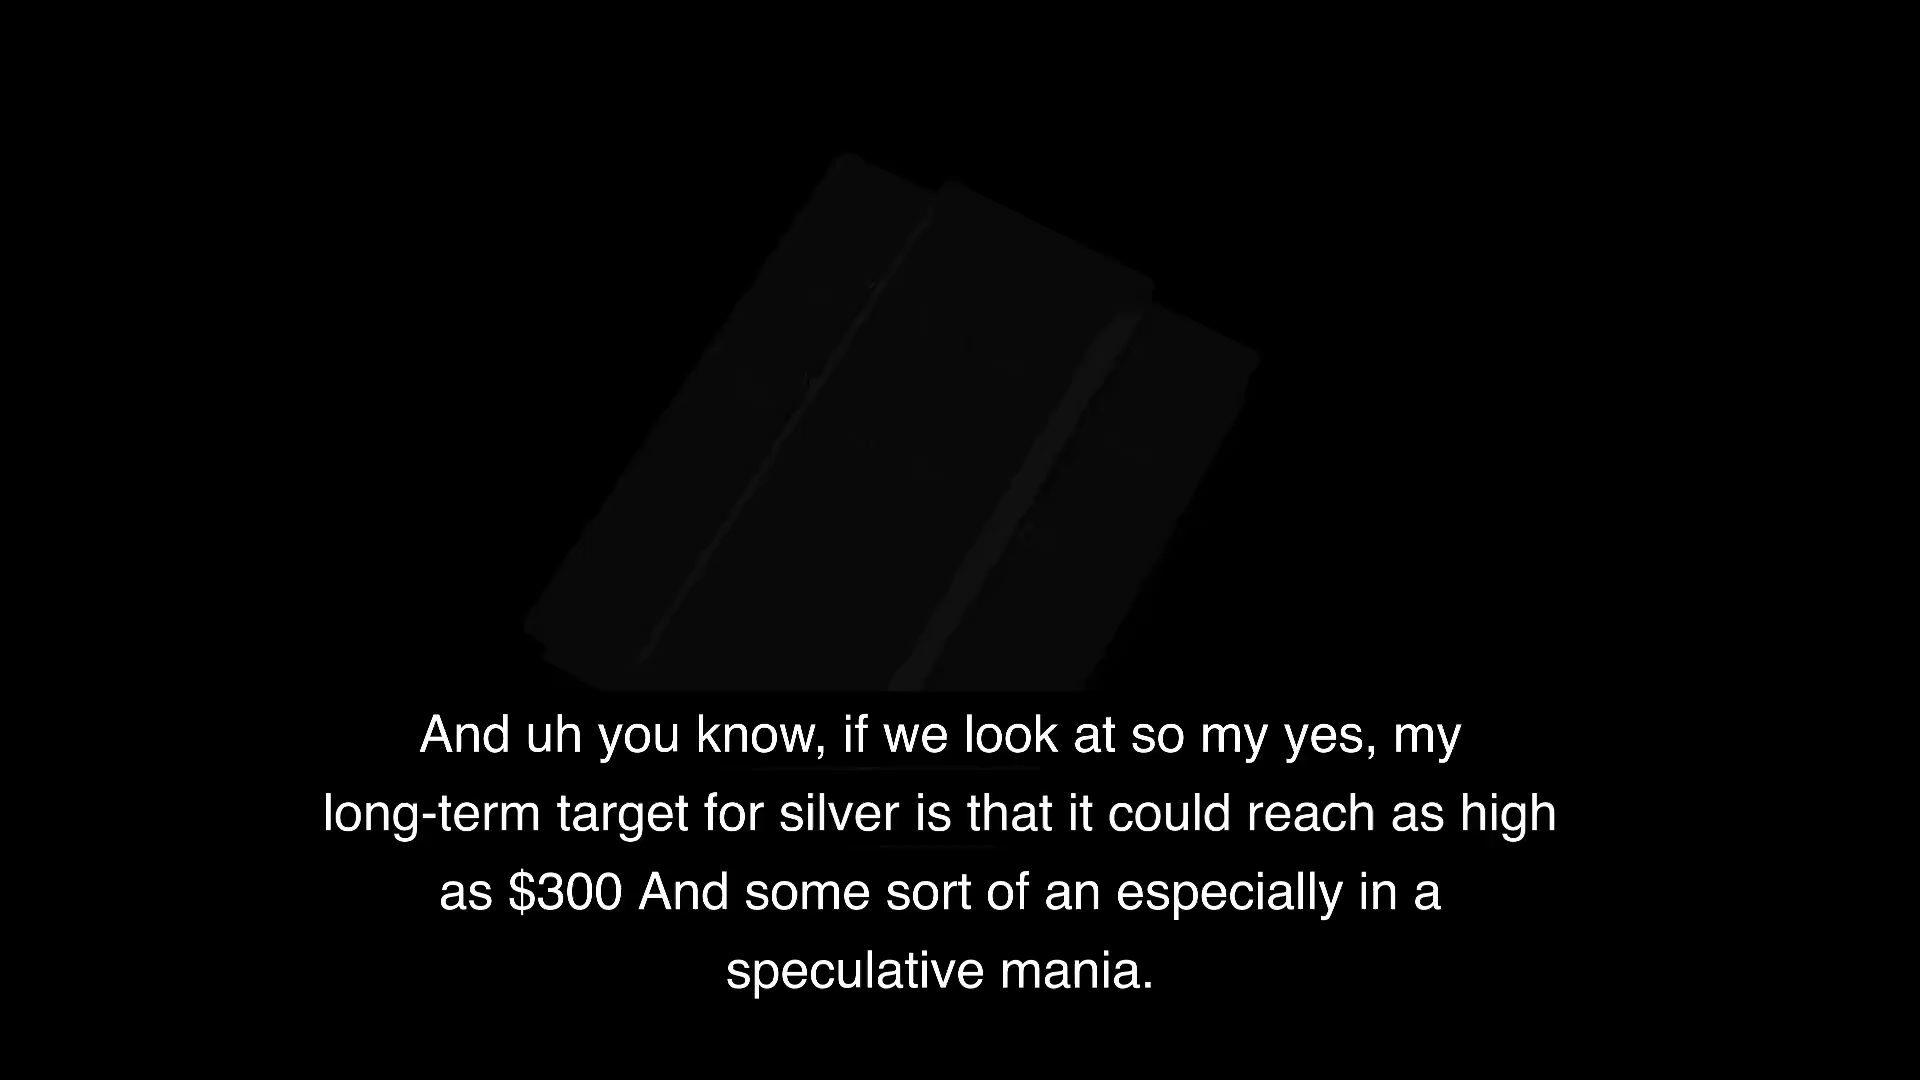 And uh you know, if we look at so my yes, my
long-term target for silver is that it could reach as high
as $300 And some sort of an especially in a
speculative mania.